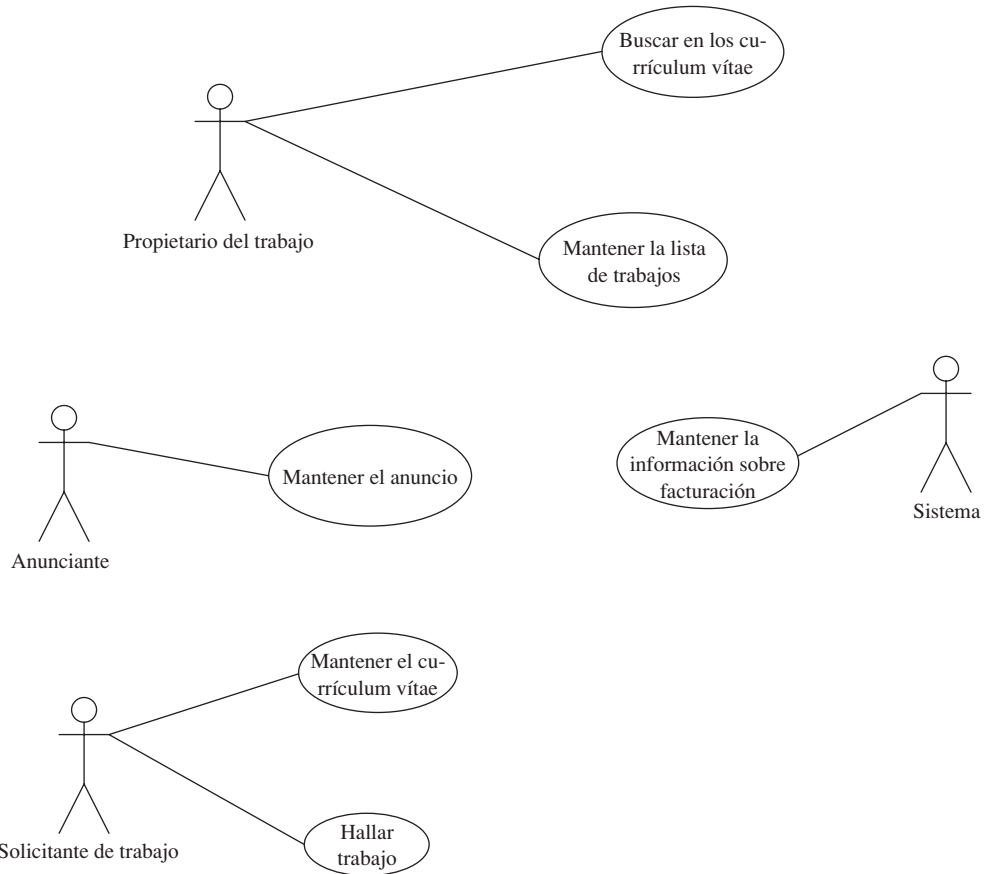 Buscar en los cu-
rrículum vítae
Propietario del trabajo
Mantener la lista
de trabajos
Mantener el anuncio
Anunciante
Mantener la
información sobre
facturación
Sistema
Mantener el cu-
rrículum vítae
Hallar
trabajo
Solicitante de trabajo